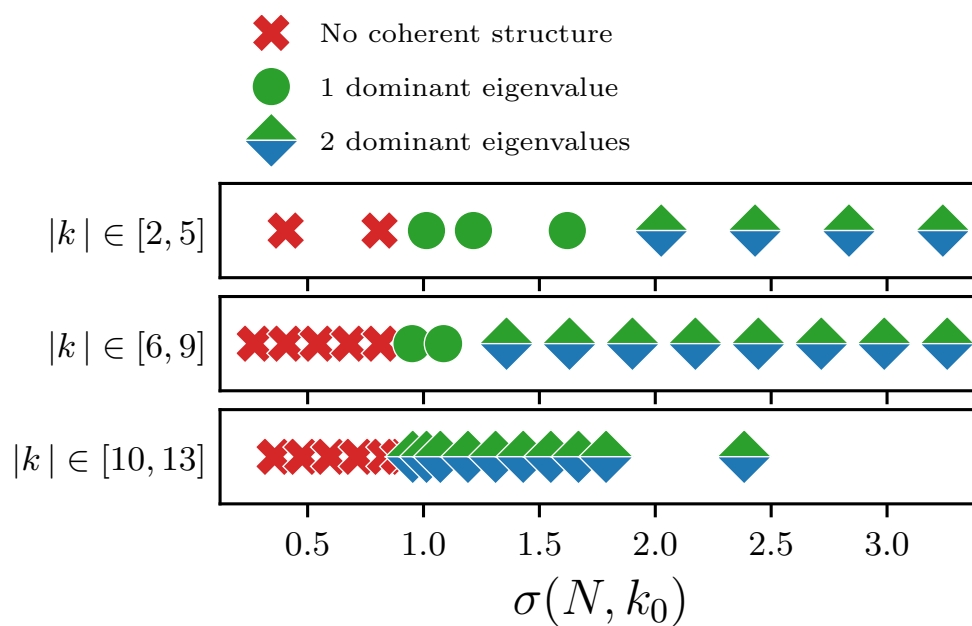 No coherent structure
1 dominant eigenvalue
2 dominant eigenvalues
|k| ∈ [2, 5]
|k| ∈ [6, 9]
|k| ∈ [10, 13]
0.5 1.0 1.5 2.0 2.5 3.0
σ(N, k₀)